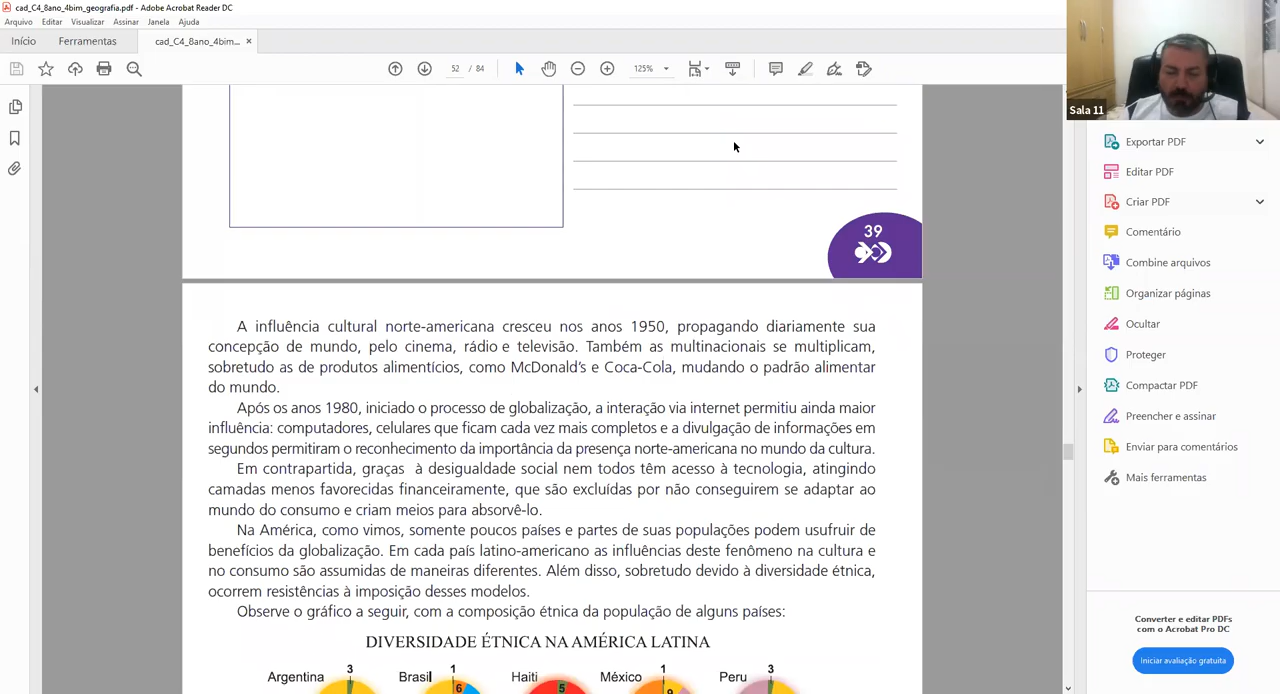 cad_C4_8ano_4bim_geografia.pdf - Adobe Acrobat Reader DC
Arquivo Editar Visualizar Assinar Janela Ajuda
Início Ferramentas cad_C4_8ano_4bim... ×
52 / 84 125%
Sala 11
Exportar PDF
Editar PDF
Criar PDF
Comentário
Combine arquivos
Organizar páginas
Ocultar
Proteger
Compactar PDF
Preencher e assinar
Enviar para comentários
Mais ferramentas
Converter e editar PDFs
com o Acrobat Pro DC
Iniciar avaliação gratuita
39
A influência cultural norte-americana cresceu nos anos 1950, propagando diariamente sua
concepção de mundo, pelo cinema, rádio e televisão. Também as multinacionais se multiplicam,
sobretudo as de produtos alimentícios, como McDonald's e Coca-Cola, mudando o padrão alimentar
do mundo.
Após os anos 1980, iniciado o processo de globalização, a interação via internet permitiu ainda maior
influência: computadores, celulares que ficam cada vez mais completos e a divulgação de informações em
segundos permitiram o reconhecimento da importância da presença norte-americana no mundo da cultura.
Em contrapartida, graças à desigualdade social nem todos têm acesso à tecnologia, atingindo
camadas menos favorecidas financeiramente, que são excluídas por não conseguirem se adaptar ao
mundo do consumo e criam meios para absorvê-lo.
Na América, como vimos, somente poucos países e partes de suas populações podem usufruir de
benefícios da globalização. Em cada país latino-americano as influências deste fenômeno na cultura e
no consumo são assumidas de maneiras diferentes. Além disso, sobretudo devido à diversidade étnica,
ocorrem resistências à imposição desses modelos.
Observe o gráfico a seguir, com a composição étnica da população de alguns países:
DIVERSIDADE ÉTNICA NA AMÉRICA LATINA
Argentina 3 Brasil 1 Haiti México 1 Peru 3
6 5 9